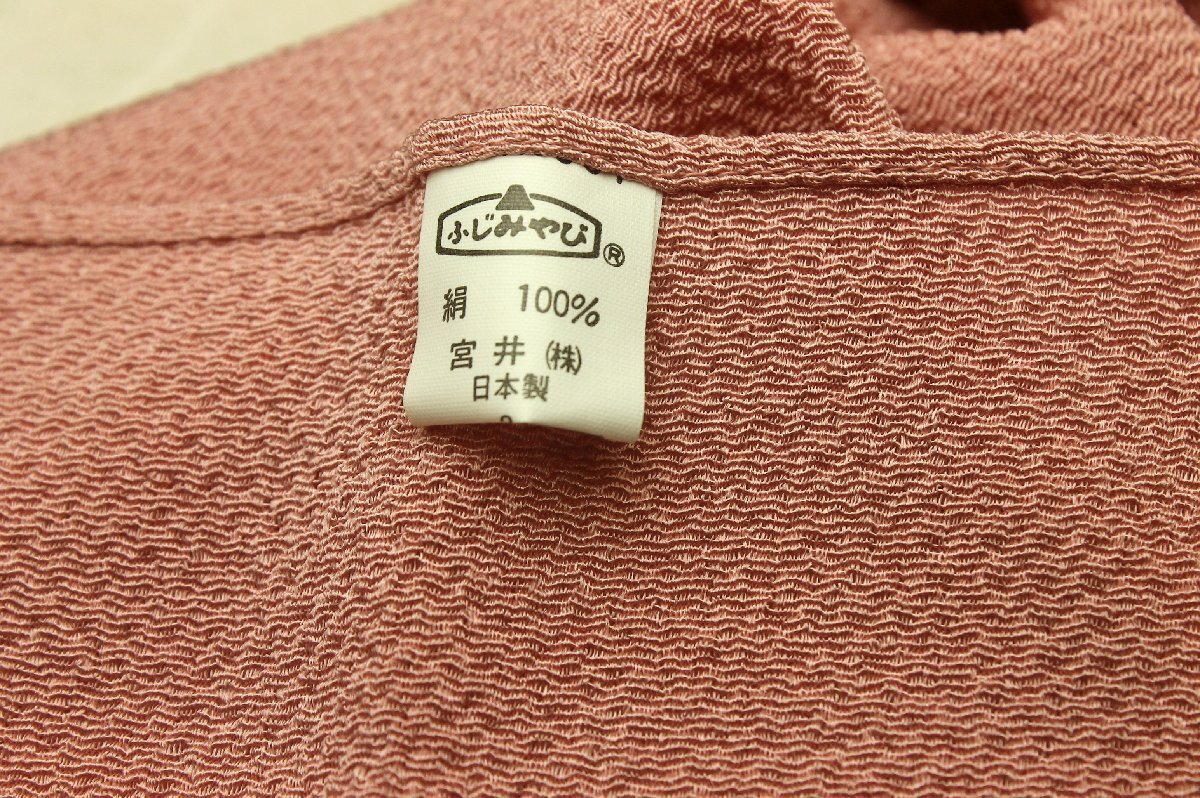 ふじみやび
®
絹 100%
宮井 (株)
日本製